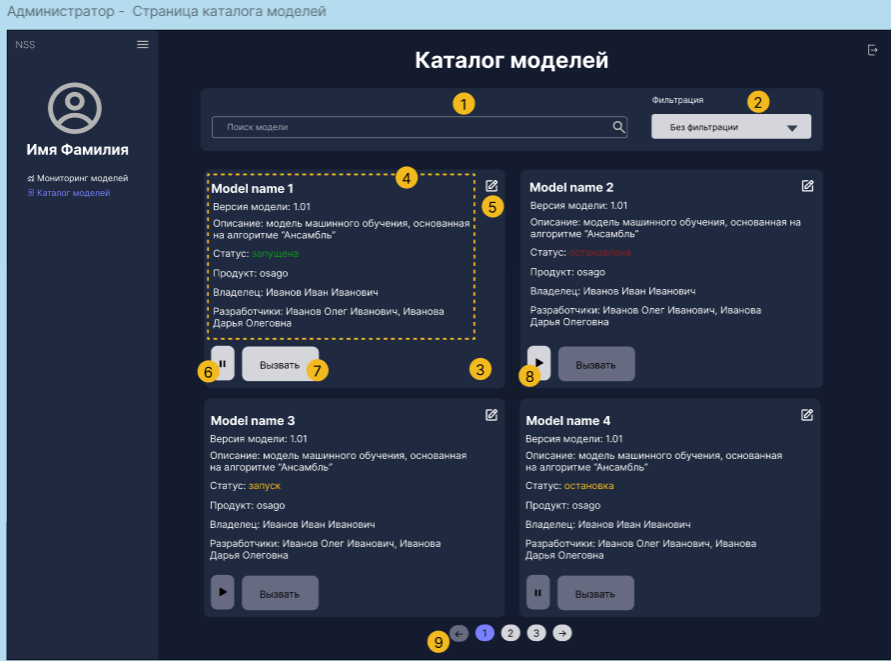 Администратор - Страница каталога моделей
NSS
Имя Фамилия
Мониторинг моделей
Каталог моделей
Каталог моделей
1
Поиск модели
Фильтрация
2
Без фильтрации
4
Model name 1
5
Версия модели: 1.01
Описание: модель машинного обучения, основанная
на алгоритме "Ансамбль"
Статус: запущена
Продукт: osago
Владелец: Иванов Иван Иванович
Разработчики: Иванов Олег Иванович, Иванова
Дарья Олеговна
6
Вызвать
7
3
Model name 2
Версия модели: 1.01
Описание: модель машинного обучения, основанная на
алгоритме "Ансамбль"
Статус: остановлена
Продукт: osago
Владелец: Иванов Иван Иванович
Разработчики: Иванов Олег Иванович, Иванова
Дарья Олеговна
8
Вызвать
Model name 3
Версия модели: 1.01
Описание: модель машинного обучения, основанная
на алгоритме "Ансамбль"
Статус: запуск
Продукт: osago
Владелец: Иванов Иван Иванович
Разработчики: Иванов Олег Иванович, Иванова
Дарья Олеговна
Вызвать
Model name 4
Версия модели: 1.01
Описание: модель машинного обучения, основанная
на алгоритме "Ансамбль"
Статус: остановка
Продукт: osago
Владелец: Иванов Иван Иванович
Разработчики: Иванов Олег Иванович, Иванова
Дарья Олеговна
Вызвать
9
← 1 2 3 →